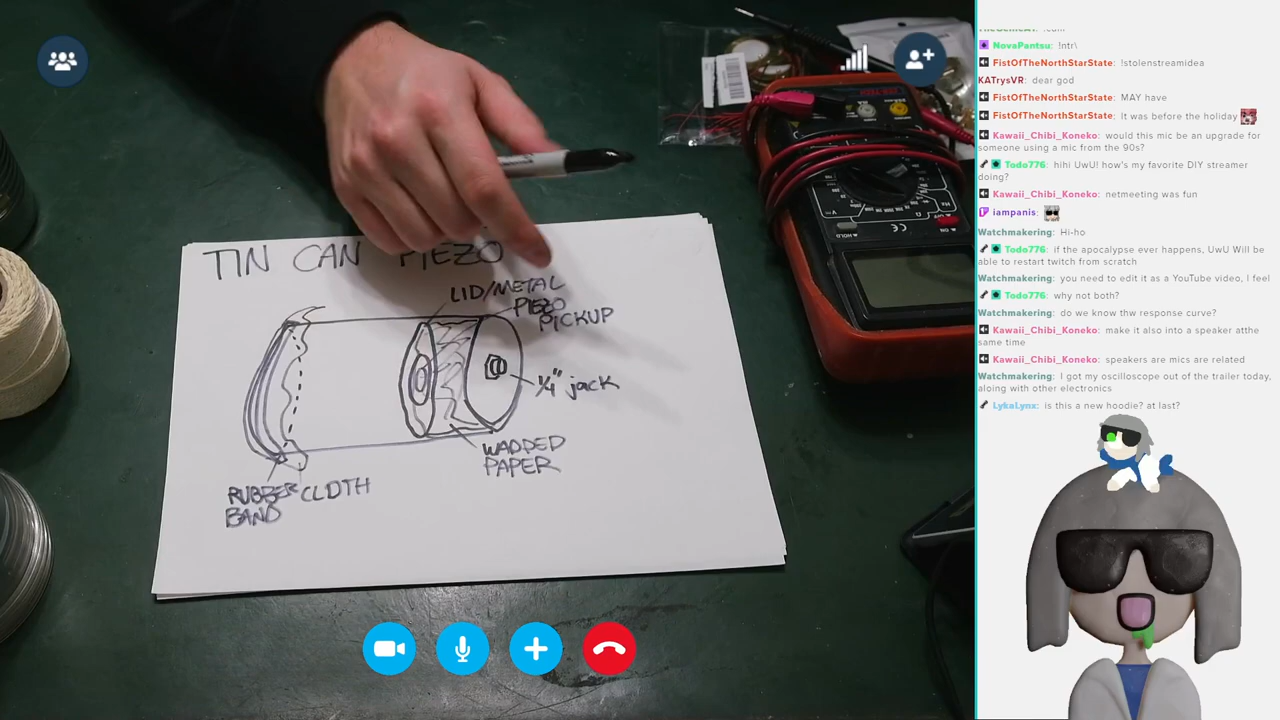 TIN CAN PIEZO
LID/METAL
PIEZO
PICKUP
1/4" jack
WADDED
PAPER
RUBBER
BAND
CLOTH
HOLD
CE
NovaPantsu: !ntr\
FistOfTheNorthStarState: !stolenstreamidea
KATrysVR: dear god
FistOfTheNorthStarState: MAY have
FistOfTheNorthStarState: It was before the holiday
Kawaii_Chibi_Koneko: would this mic be an upgrade for
someone using a mic from the 90s?
Todo776: hihi UwU! how's my favorite DIY streamer
doing?
Kawaii_Chibi_Koneko: netmeeting was fun
iampanis:
Watchmakering: Hi-ho
Todo776: if the apocalypse ever happens, UwU Will be
able to restart twitch from scratch
Watchmakering: you need to edit it as a YouTube video, I feel
Todo776: why not both?
Watchmakering: do we know thw response curve?
Kawaii_Chibi_Koneko: make it also into a speaker atthe
same time
Kawaii_Chibi_Koneko: speakers are mics are related
Watchmakering: I got my oscilloscope out of the trailer today,
aloing with other electronics
LykaLynx: is this a new hoodie? at last?